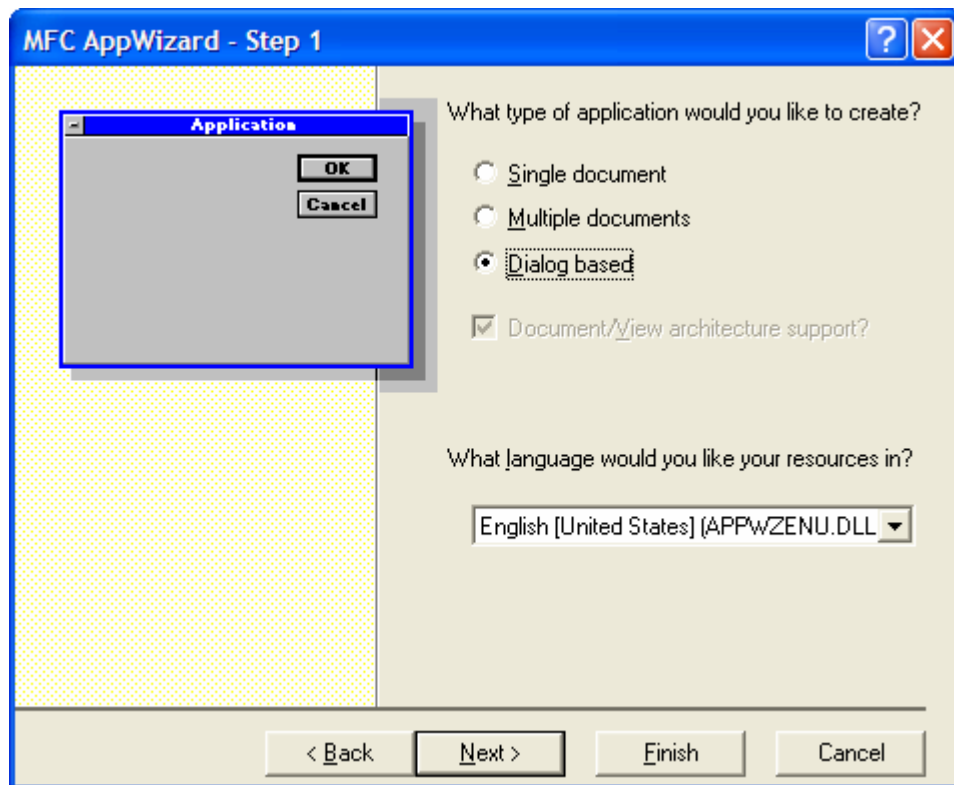 MFC AppWizard - Step 1
Application
OK
Cancel
What type of application would you like to create?
Single document
Multiple documents
Dialog based
Document/View architecture support?
What language would you like your resources in?
English [United States] (APPWZENU.DLL
< Back
Next >
Finish
Cancel